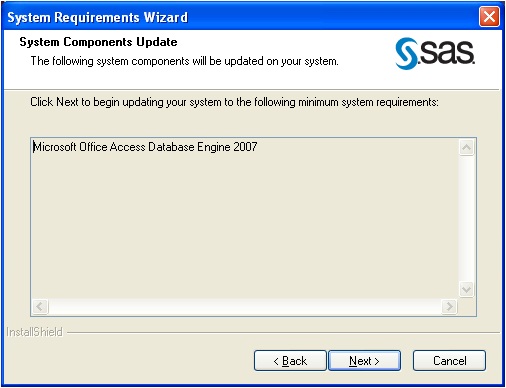 System Requirements Wizard
System Components Update
The following system components will be updated on your system.
sas
Click Next to begin updating your system to the following minimum system requirements:
Microsoft Office Access Database Engine 2007
InstallShield
< Back
Next >
Cancel